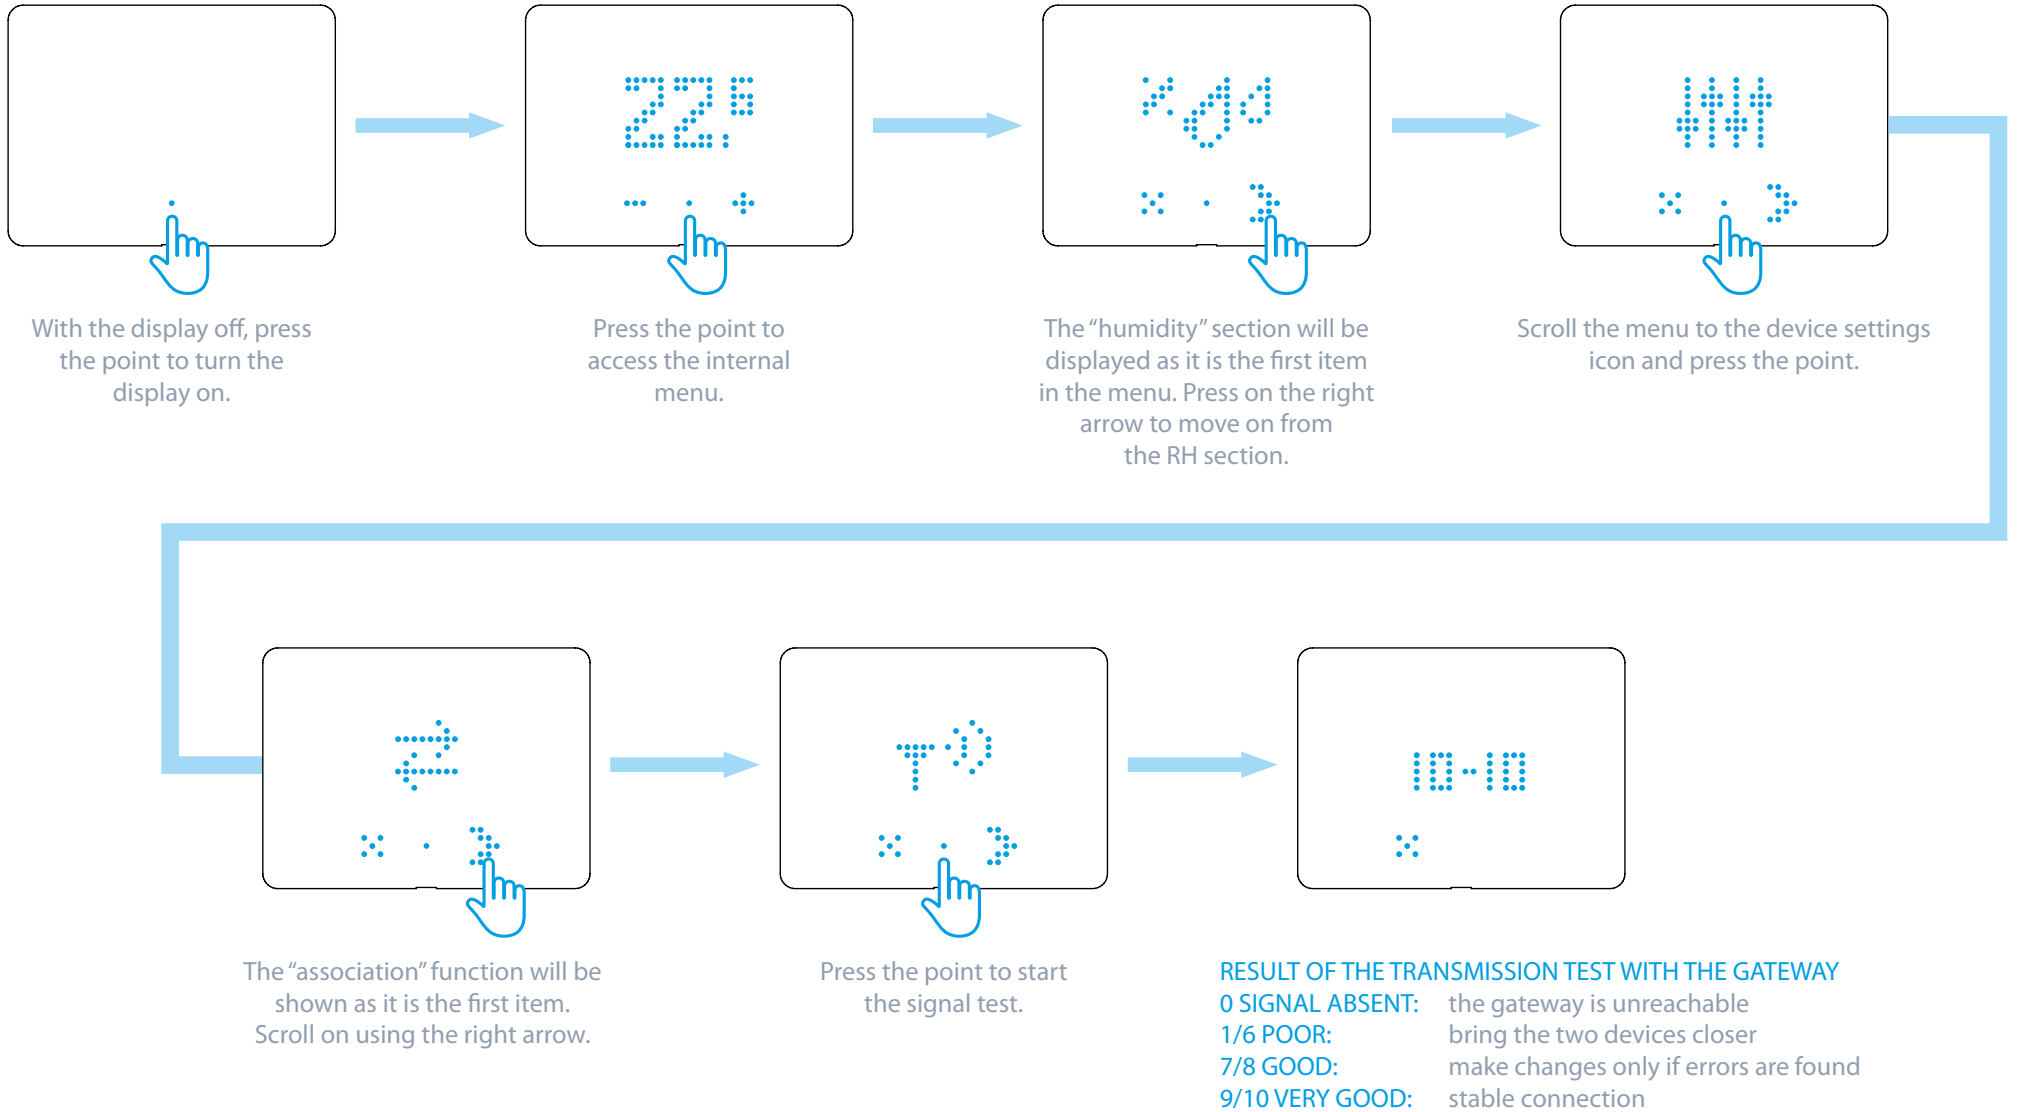 22.6
With the display off, press
the point to turn the
display on.
Press the point to
access the internal
menu.
The “humidity” section will be
displayed as it is the first item
in the menu. Press on the right
arrow to move on from
the RH section.
Scroll the menu to the device settings
icon and press the point.
10-10
The “association” function will be
shown as it is the first item.
Scroll on using the right arrow.
Press the point to start
the signal test.
RESULT OF THE TRANSMISSION TEST WITH THE GATEWAY
0 SIGNAL ABSENT: the gateway is unreachable
1/6 POOR: bring the two devices closer
7/8 GOOD: make changes only if errors are found
9/10 VERY GOOD: stable connection